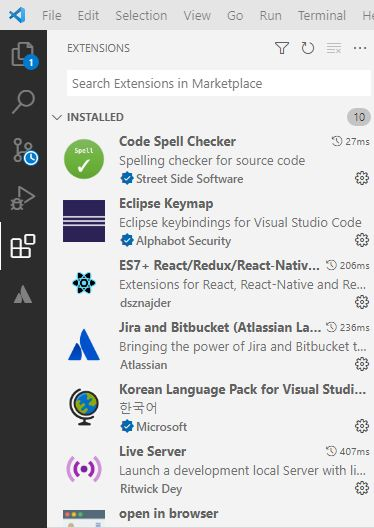 File Edit Selection View Go Run Terminal He
EXTENSIONS
1
Search Extensions in Marketplace
INSTALLED 10
Spell
Code Spell Checker 27ms
Spelling checker for source code
Street Side Software
Eclipse Keymap
Eclipse keybindings for Visual Studio Code
Alphabot Security
ES7+ React/Redux/React-Nativ... 206ms
Extensions for React, React-Native and Re...
dsznajder
Jira and Bitbucket (Atlassian La... 236ms
Bringing the power of Jira and Bitbucket t...
Atlassian
Korean Language Pack for Visual Studi...
한국어
Microsoft
Live Server 407ms
Launch a development local Server with li...
Ritwick Dey
open in browser